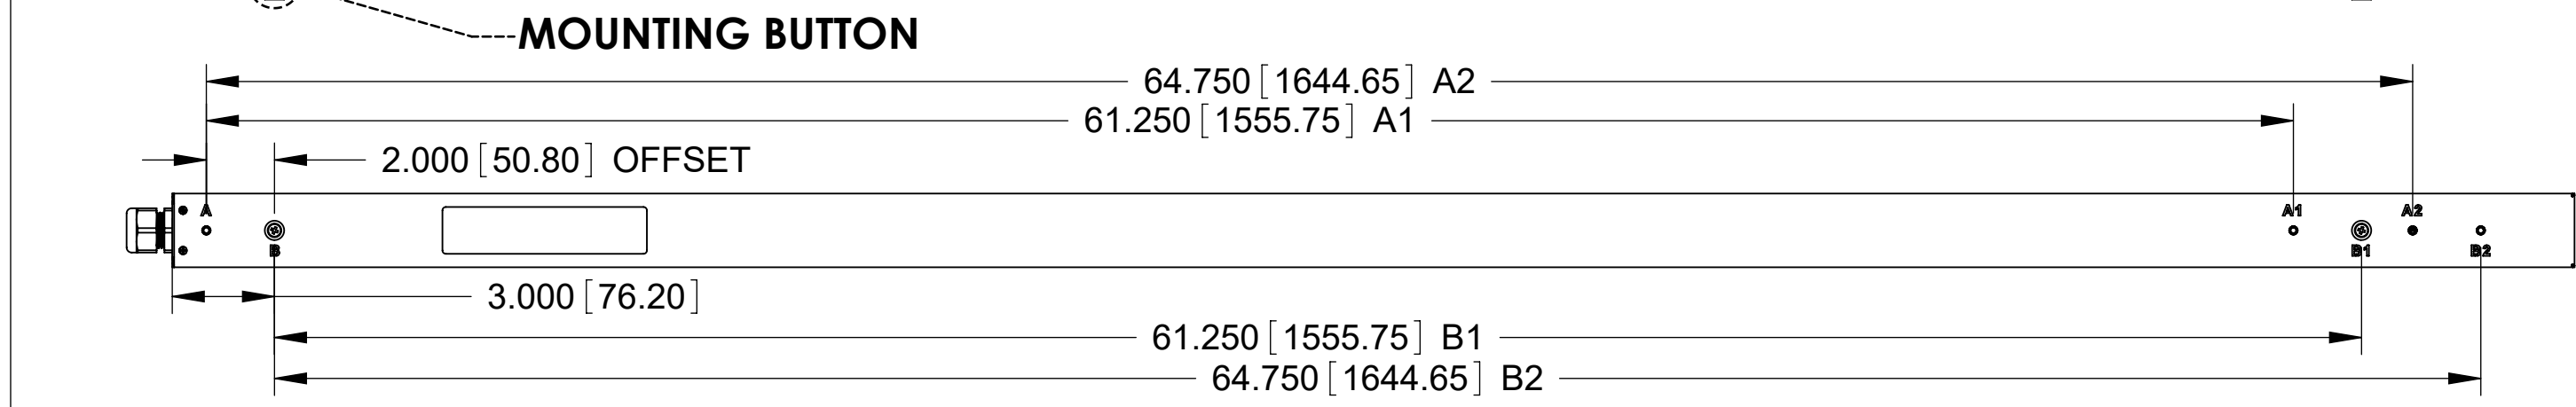 MOUNTING BUTTON
64.750 [1644.65] A2
61.250 [1555.75] A1
2.000 [50.80] OFFSET
A A1 A2
B B1 B2
3.000 [76.20]
61.250 [1555.75] B1
64.750 [1644.65] B2